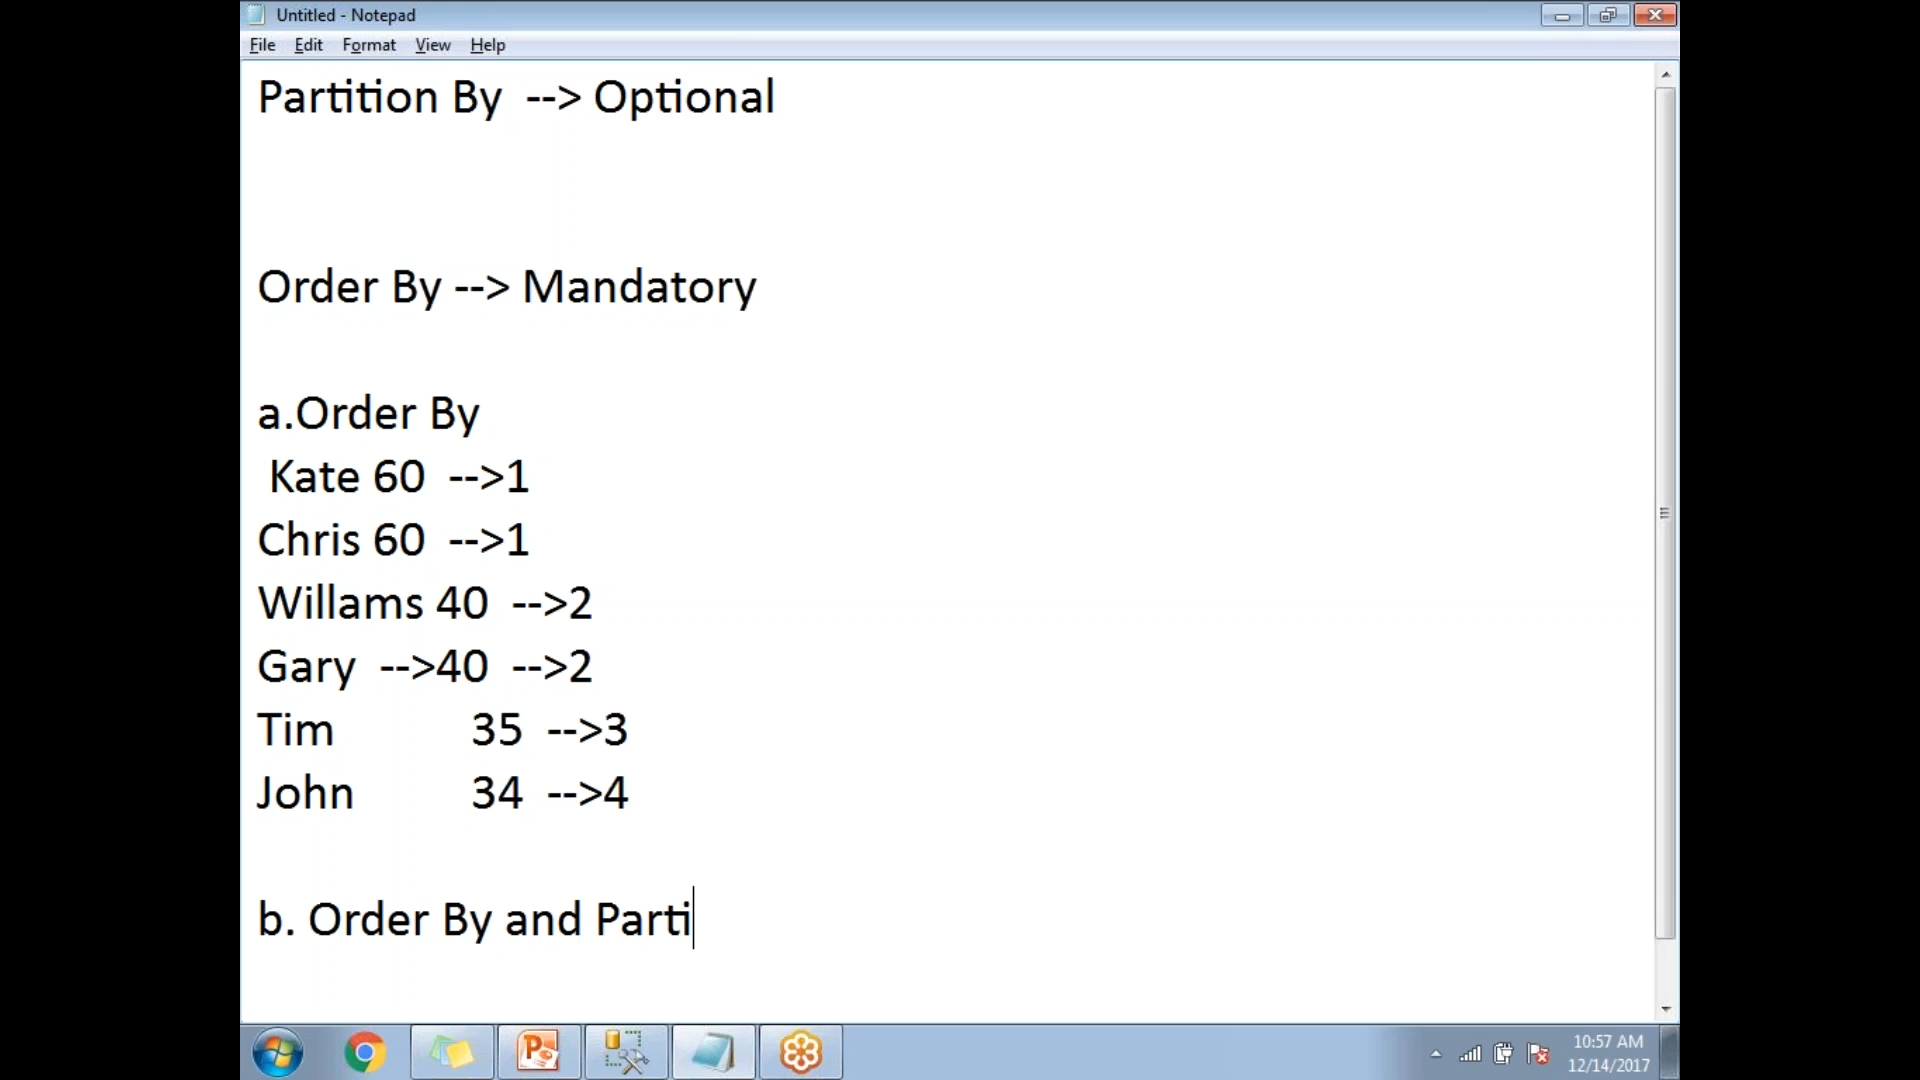 Untitled - Notepad
File Edit Format View Help
Partition By --> Optional
Order By --> Mandatory
a.Order By
Kate 60 -->1
Chris 60 -->1
Willams 40 -->2
Gary -->40 -->2
Tim 35 -->3
John 34 -->4
b. Order By and Parti
10:57 AM
12/14/2017